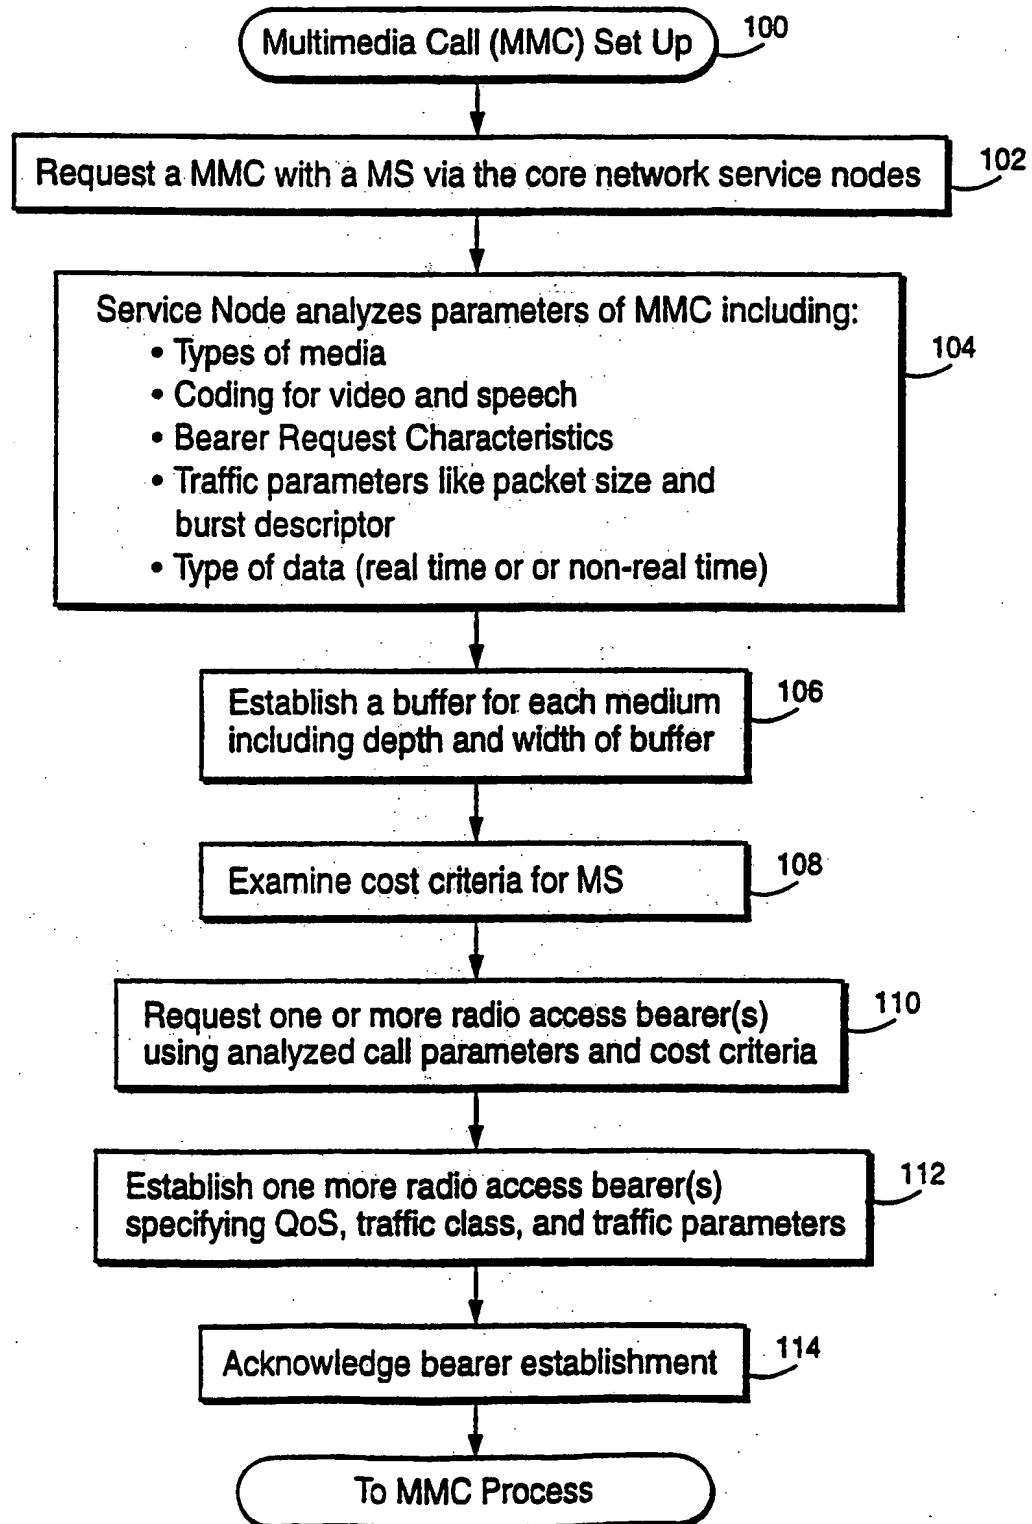 Multimedia Call (MMC) Set Up
100
Request a MMC with a MS via the core network service nodes
102
Service Node analyzes parameters of MMC including:
• Types of media
• Coding for video and speech
• Bearer Request Characteristics
• Traffic parameters like packet size and
burst descriptor
• Type of data (real time or or non-real time)
104
Establish a buffer for each medium
including depth and width of buffer
106
Examine cost criteria for MS
108
Request one or more radio access bearer(s)
using analyzed call parameters and cost criteria
110
Establish one more radio access bearer(s)
specifying QoS, traffic class, and traffic parameters
112
Acknowledge bearer establishment
114
To MMC Process